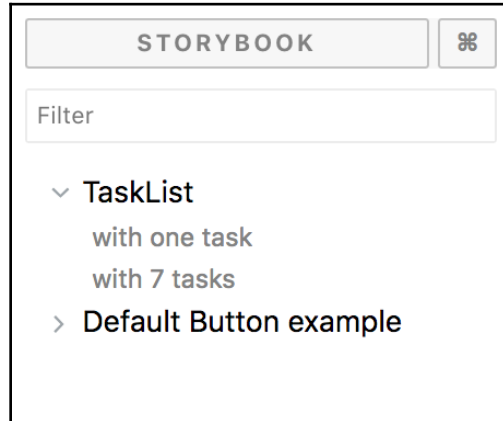 STORYBOOK ⌘
Filter
TaskList
with one task
with 7 tasks
Default Button example